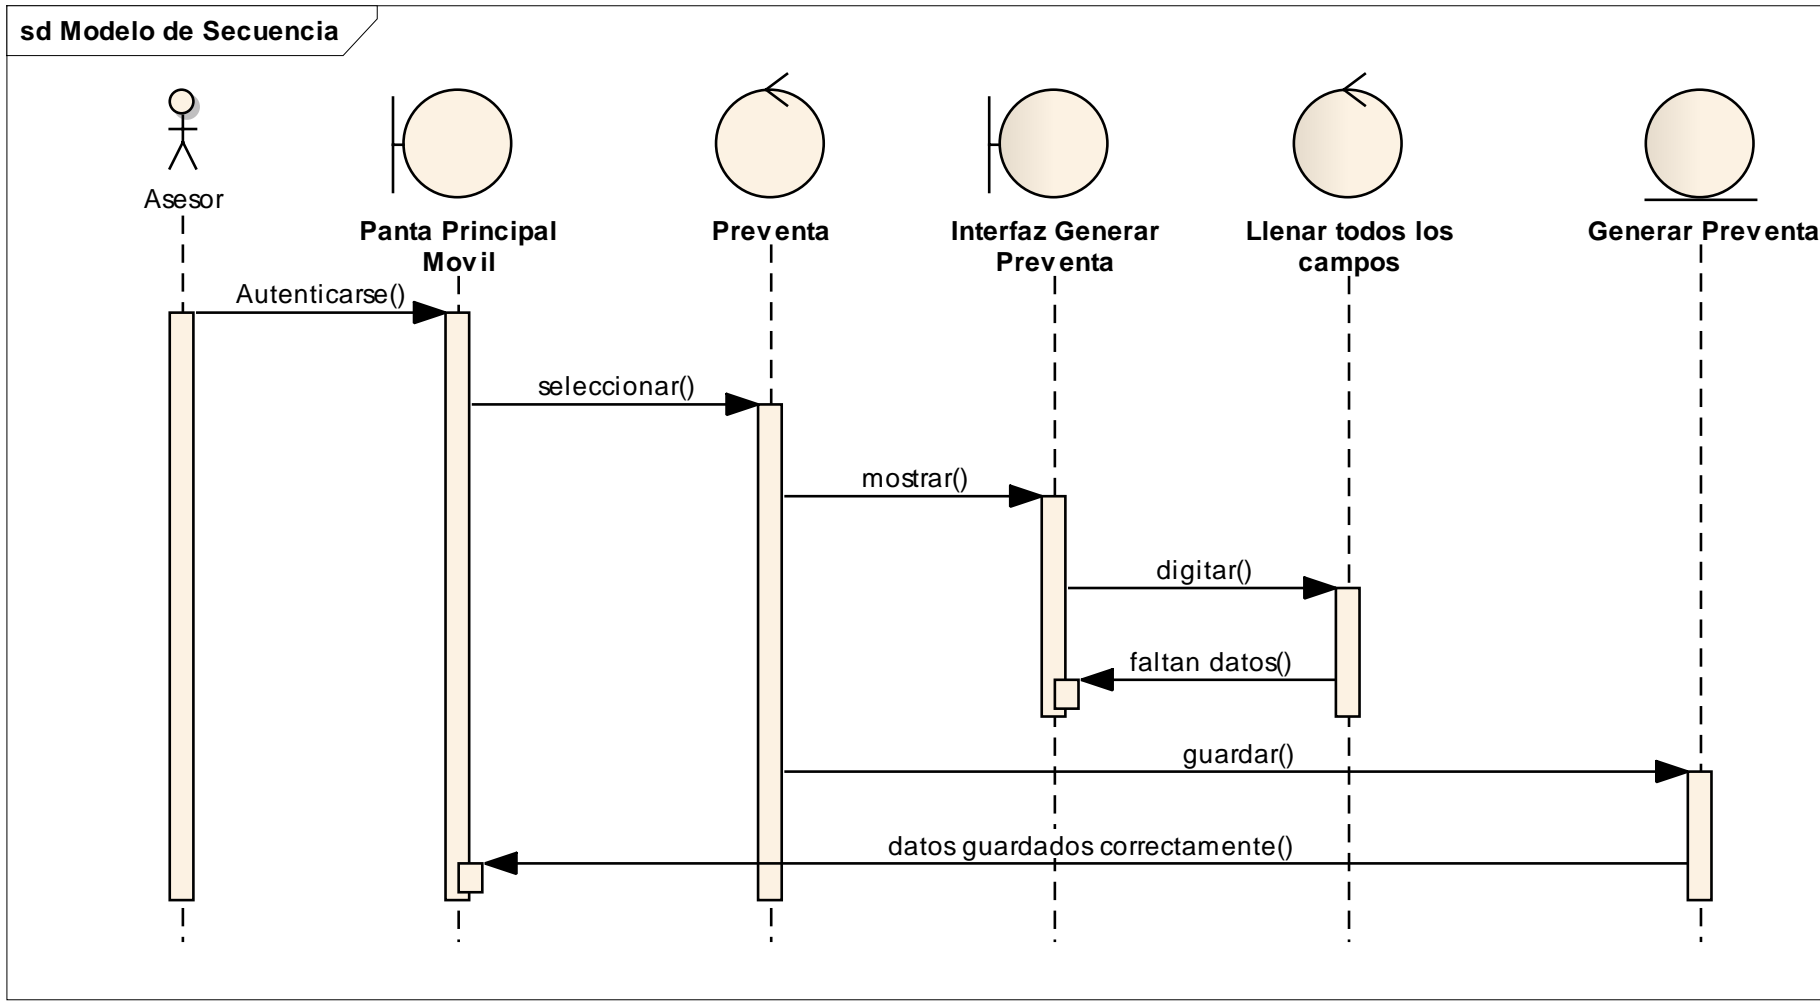 sd Modelo de Secuencia
Asesor
Panta Principal
Movil
Preventa
Interfaz Generar
Preventa
Llenar todos los
campos
Generar Preventa
Autenticarse()
seleccionar()
mostrar()
digitar()
faltan datos()
guardar()
datos guardados correctamente()